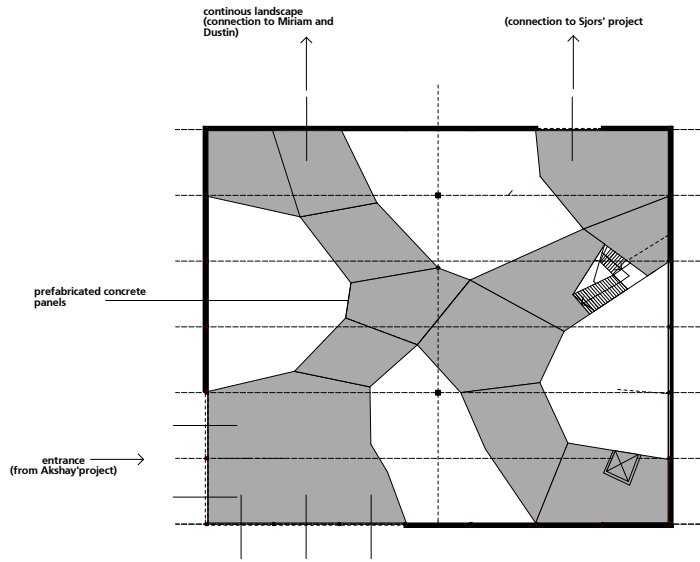 continous landscape
(connection to Miriam and
Dustin)
(connection to Sjors' project
prefabricated concrete
panels
entrance
(from Akshay'project)